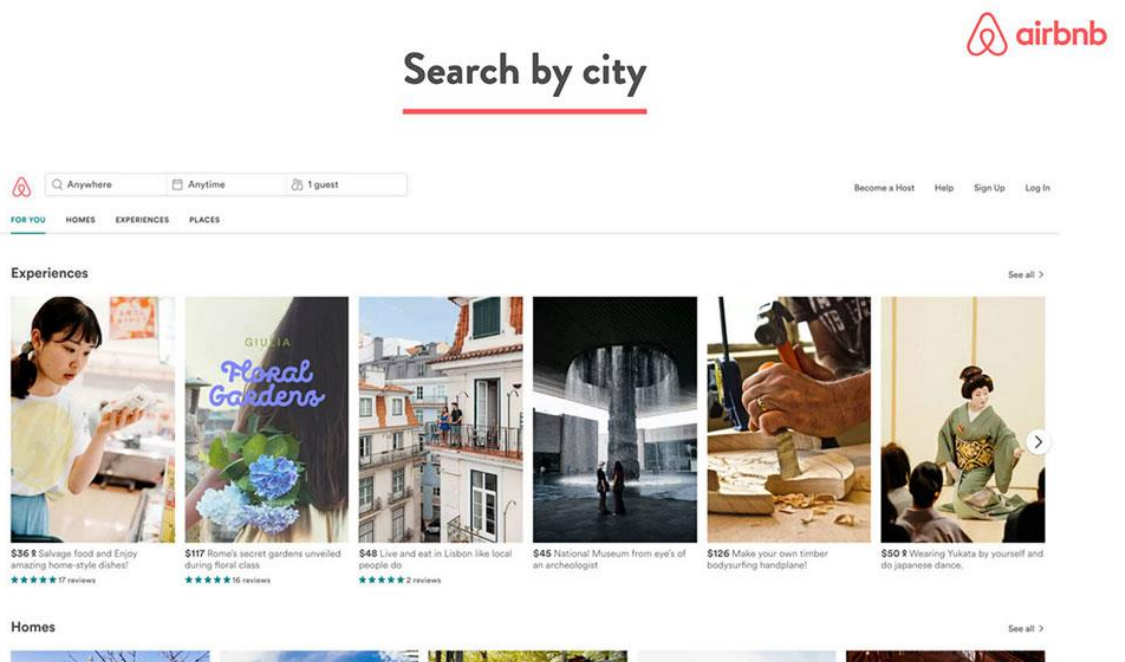 airbnb
Search by city
Anywhere
Anytime
1 guest
Become a Host
Help
Sign Up
Log In
FOR YOU
HOMES
EXPERIENCES
PLACES
Experiences
See all
GIULIA
Floral
Gardens
$36 Salvage food and Enjoy
amazing home-style dishes!
17 reviews
$117 Rome's secret gardens unveiled
during floral class
16 reviews
$48 Live and eat in Lisbon like local
people do
2 reviews
$45 National Museum from eye's of
an archeologist
$126 Make your own timber
bodysurfing handplane!
$50 Wearing Yukata by yourself and
do japanese dance.
Homes
See all